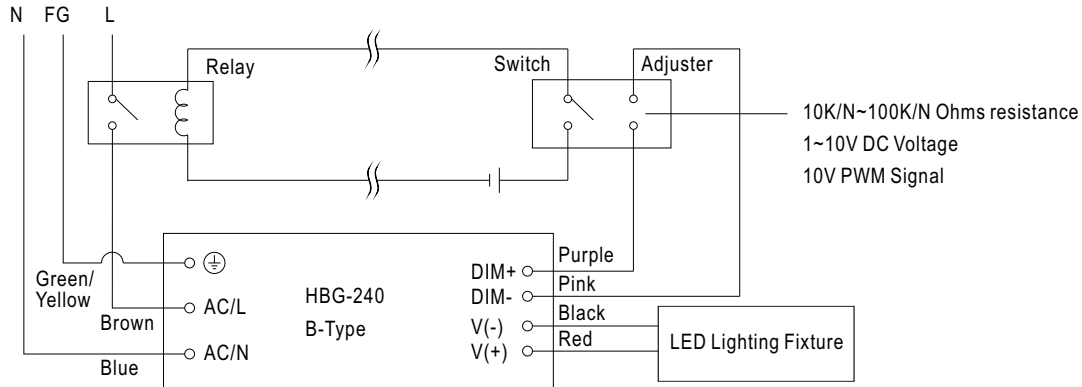 N FG L
Relay
Switch
Adjuster
10K/N~100K/N Ohms resistance
1~10V DC Voltage
10V PWM Signal
Green/
Yellow
Brown
Blue
AC/L
AC/N
HBG-240
B-Type
DIM+
DIM-
V(-)
V(+)
Purple
Pink
Black
Red
LED Lighting Fixture